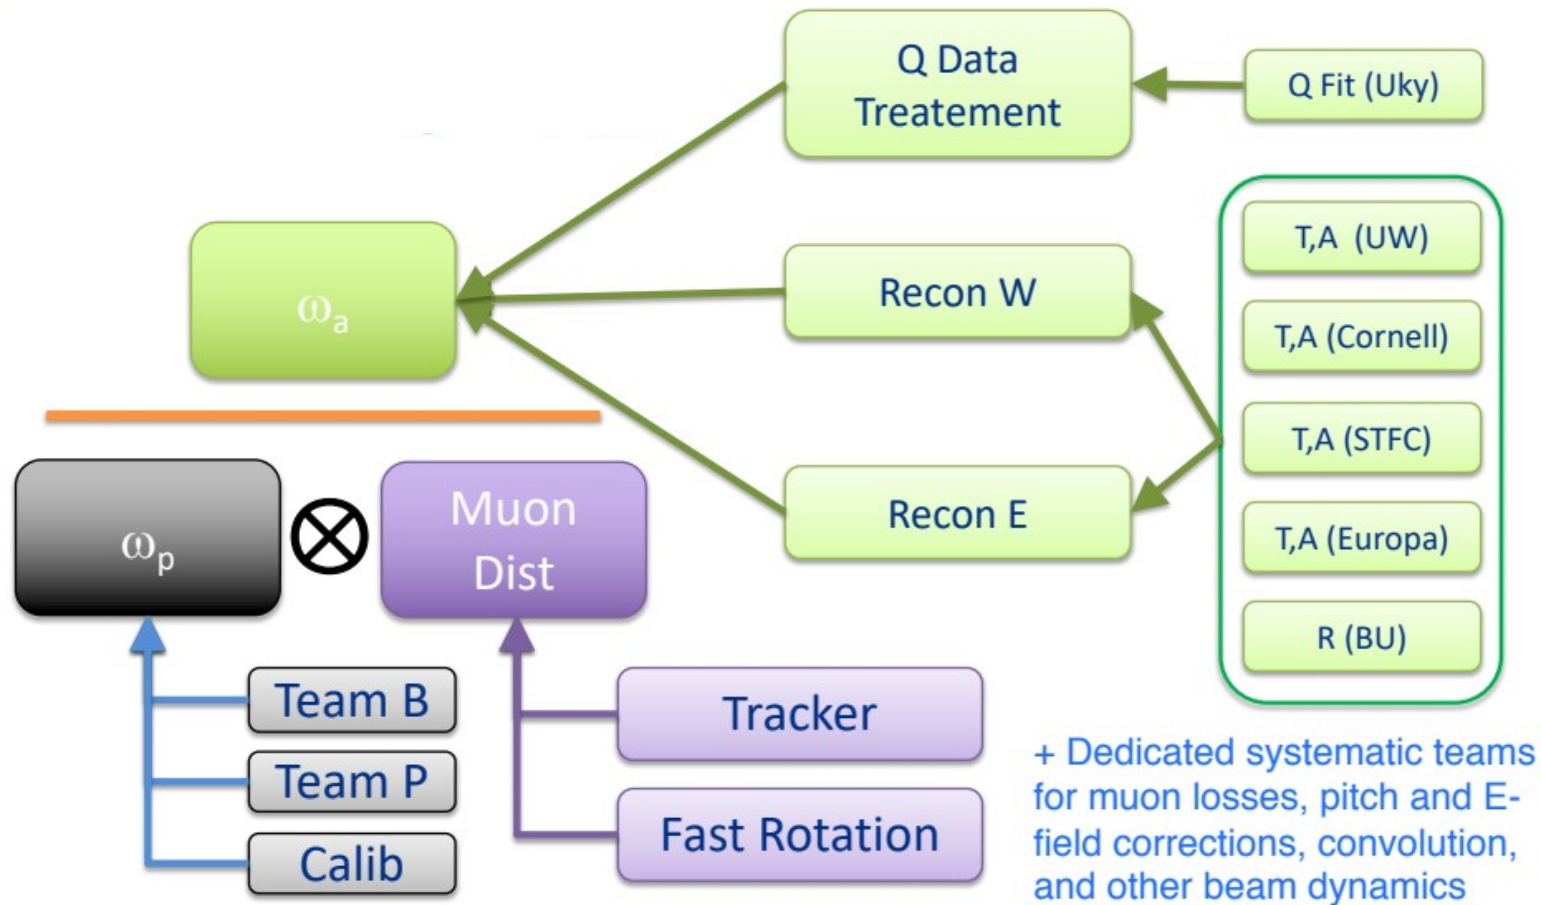 Q Data
Treatement
Q Fit (Uky)
ωa
Recon W
Recon E
T,A (UW)
T,A (Cornell)
T,A (STFC)
T,A (Europa)
R (BU)
ωp
Muon
Dist
Team B
Team P
Calib
Tracker
Fast Rotation
+ Dedicated systematic teams
for muon losses, pitch and E-
field corrections, convolution,
and other beam dynamics